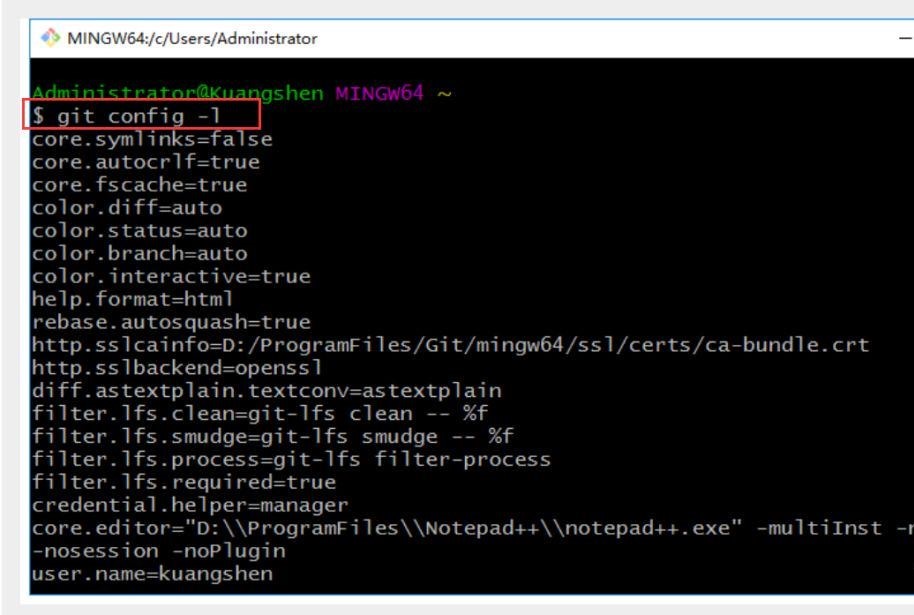 MINGW64:/c/Users/Administrator
Administrator@Kuangshen MINGW64 ~
$ git config -l
core.symlinks=false
core.autocrlf=true
core.fscache=true
color.diff=auto
color.status=auto
color.branch=auto
color.interactive=true
help.format=html
rebase.autosquash=true
http.sslcainfo=D:/ProgramFiles/Git/mingw64/ssl/certs/ca-bundle.crt
http.sslbackend=openssl
diff.astextplain.textconv=astextplain
filter.lfs.clean=git-lfs clean -- %f
filter.lfs.smudge=git-lfs smudge -- %f
filter.lfs.process=git-lfs filter-process
filter.lfs.required=true
credential.helper=manager
core.editor="D:\\ProgramFiles\\Notepad++\\notepad++.exe" -multiInst
-nosession -noPlugin
user.name=kuangshen